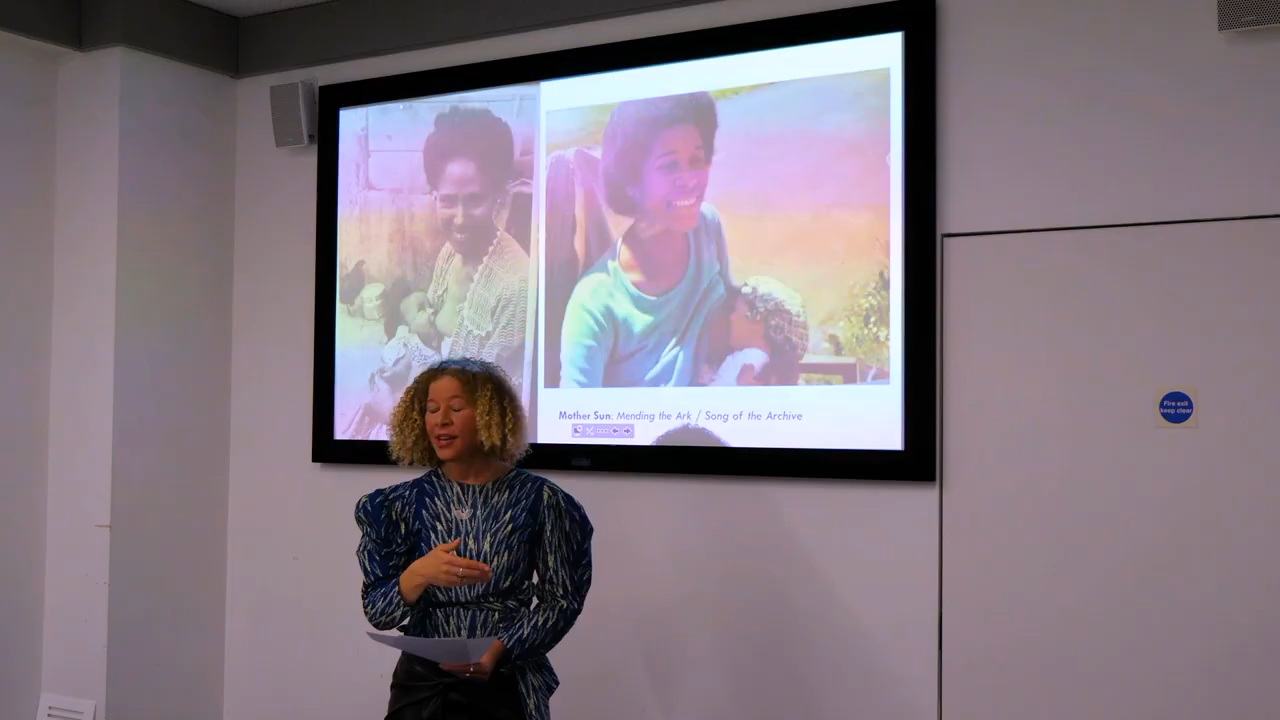 Mother Sun: Mending the Ark / Song of the Archive
Fire exit
keep clear